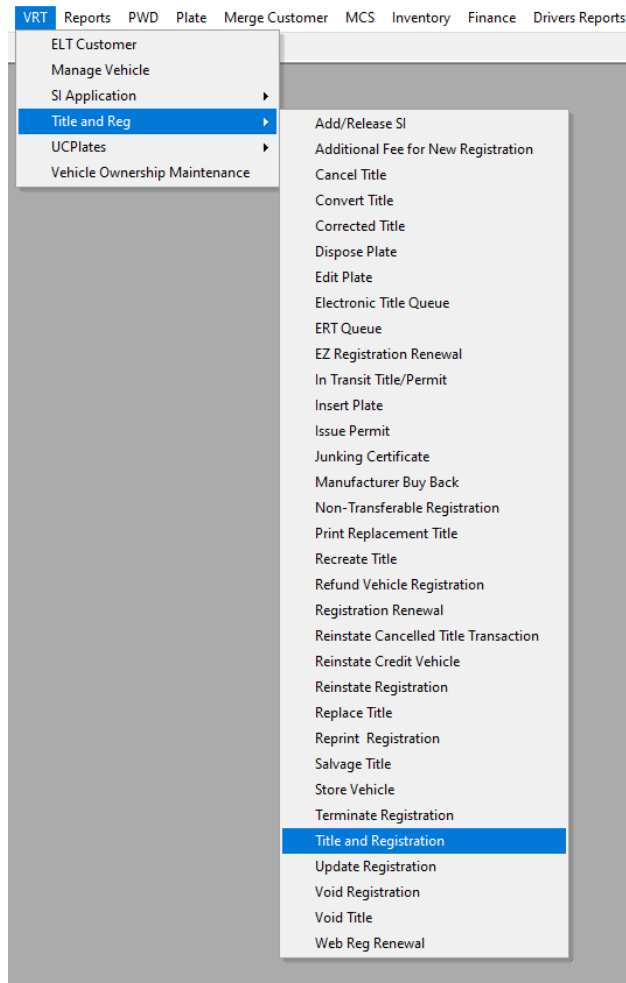 VRT Reports PWD Plate Merge Customer MCS Inventory Finance Drivers Reports
ELT Customer
Manage Vehicle
SI Application
Title and Reg
UCPlates
Vehicle Ownership Maintenance
Add/Release SI
Additional Fee for New Registration
Cancel Title
Convert Title
Corrected Title
Dispose Plate
Edit Plate
Electronic Title Queue
ERT Queue
EZ Registration Renewal
In Transit Title/Permit
Insert Plate
Issue Permit
Junking Certificate
Manufacturer Buy Back
Non-Transferable Registration
Print Replacement Title
Recreate Title
Refund Vehicle Registration
Registration Renewal
Reinstate Cancelled Title Transaction
Reinstate Credit Vehicle
Reinstate Registration
Replace Title
Reprint  Registration
Salvage Title
Store Vehicle
Terminate Registration
Title and Registration
Update Registration
Void Registration
Void Title
Web Reg Renewal